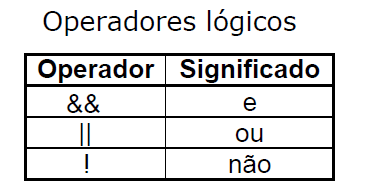 Operadores lógicos
Operador Significado
&& e
|| ou
! não